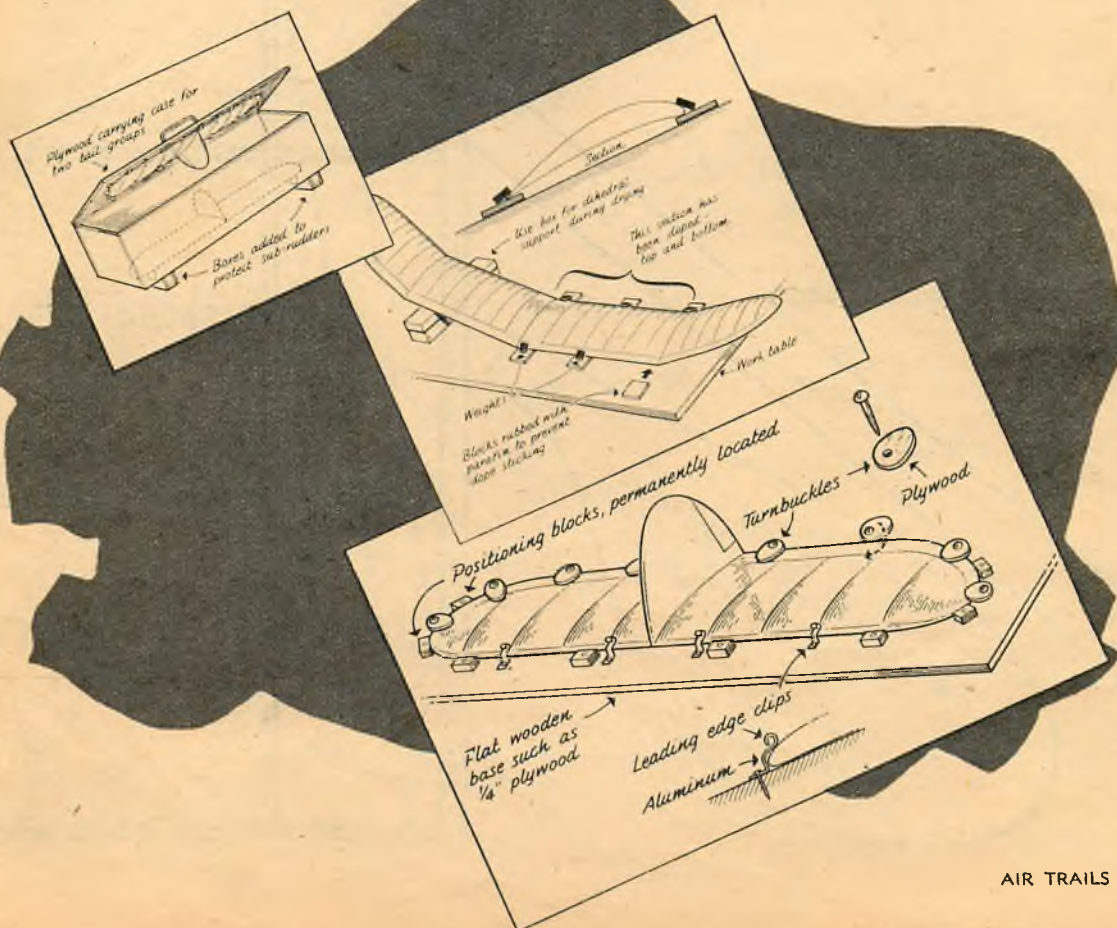 Plywood carrying case for
two tail groups
Boxes added to
protect sub-rudders
Section
Use box for dihedral
support during drying
This section has
been doped -
top and bottom
Work table
Weights
Blocks rubbed with
parafin to prevent
dope sticking
Positioning blocks, permanently located
Turnbuckles
Plywood
Flat wooden
base such as
1/4" plywood
Leading edge clips
Aluminum
AIR TRAILS